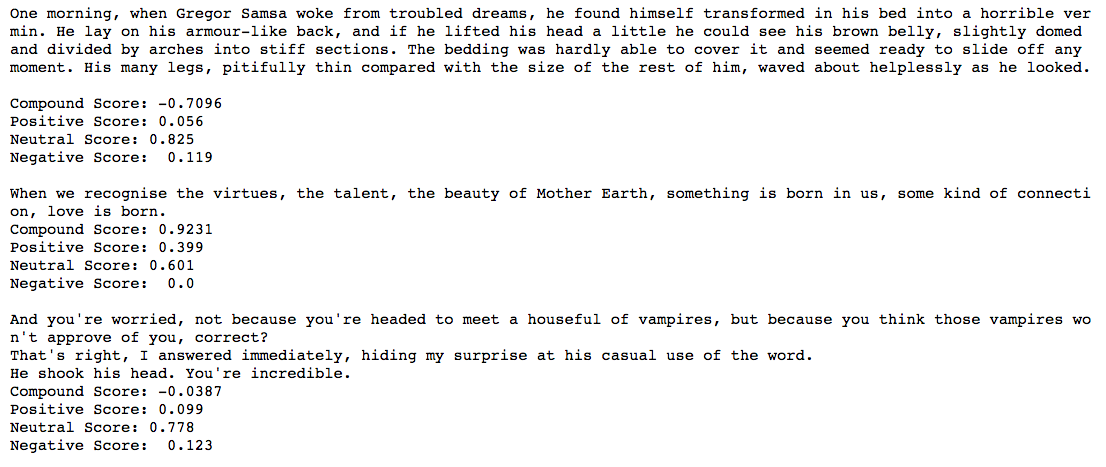 One morning, when Gregor Samsa woke from troubled dreams, he found himself transformed in his bed into a horrible ver
min. He lay on his armour-like back, and if he lifted his head a little he could see his brown belly, slightly domed
and divided by arches into stiff sections. The bedding was hardly able to cover it and seemed ready to slide off any
moment. His many legs, pitifully thin compared with the size of the rest of him, waved about helplessly as he looked.
Compound Score: -0.7096
Positive Score: 0.056
Neutral Score: 0.825
Negative Score:  0.119
When we recognise the virtues, the talent, the beauty of Mother Earth, something is born in us, some kind of connecti
on, love is born.
Compound Score: 0.9231
Positive Score: 0.399
Neutral Score: 0.601
Negative Score:  0.0
And you're worried, not because you're headed to meet a houseful of vampires, but because you think those vampires wo
n't approve of you, correct?
That's right, I answered immediately, hiding my surprise at his casual use of the word.
He shook his head. You're incredible.
Compound Score: -0.0387
Positive Score: 0.099
Neutral Score: 0.778
Negative Score:  0.123